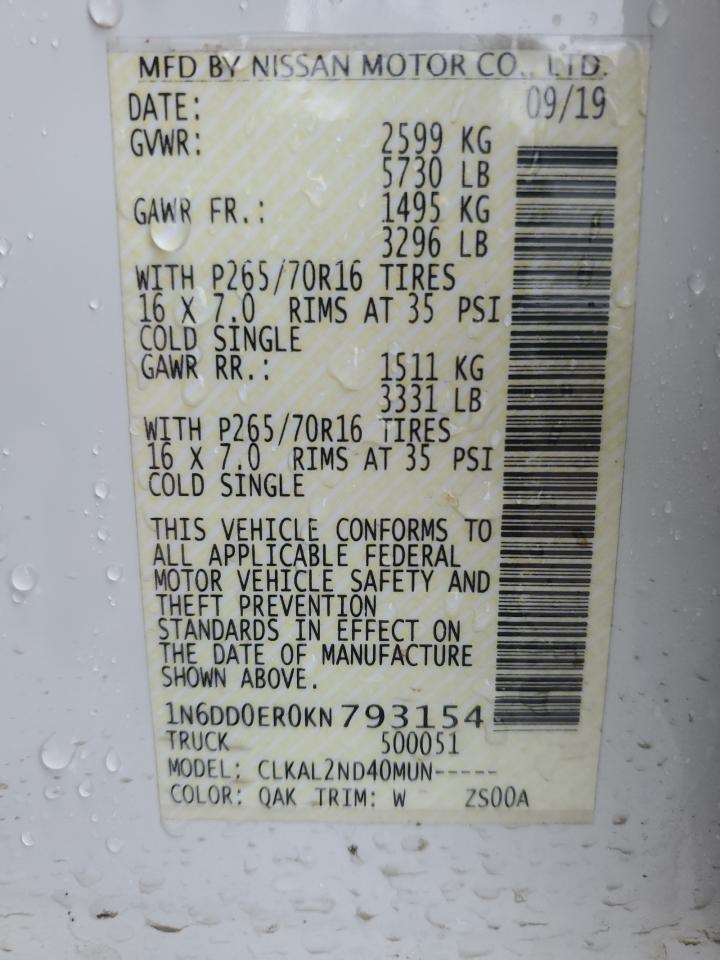 MFD BY NISSAN MOTOR CO., LTD.
DATE: 09/19
GVWR: 2599 KG
5730 LB
GAWR FR.: 1495 KG
3296 LB
WITH P265/70R16 TIRES
16 X 7.0 RIMS AT 35 PSI
COLD SINGLE
GAWR RR.: 1511 KG
3331 LB
WITH P265/70R16 TIRES
16 X 7.0 RIMS AT 35 PSI
COLD SINGLE
THIS VEHICLE CONFORMS TO
ALL APPLICABLE FEDERAL
MOTOR VEHICLE SAFETY AND
THEFT PREVENTION
STANDARDS IN EFFECT ON
THE DATE OF MANUFACTURE
SHOWN ABOVE.
1N6DD0ER0KN793154
TRUCK 500051
MODEL: CLKAL2ND40MUN-----
COLOR: QAK TRIM: W ZS00A